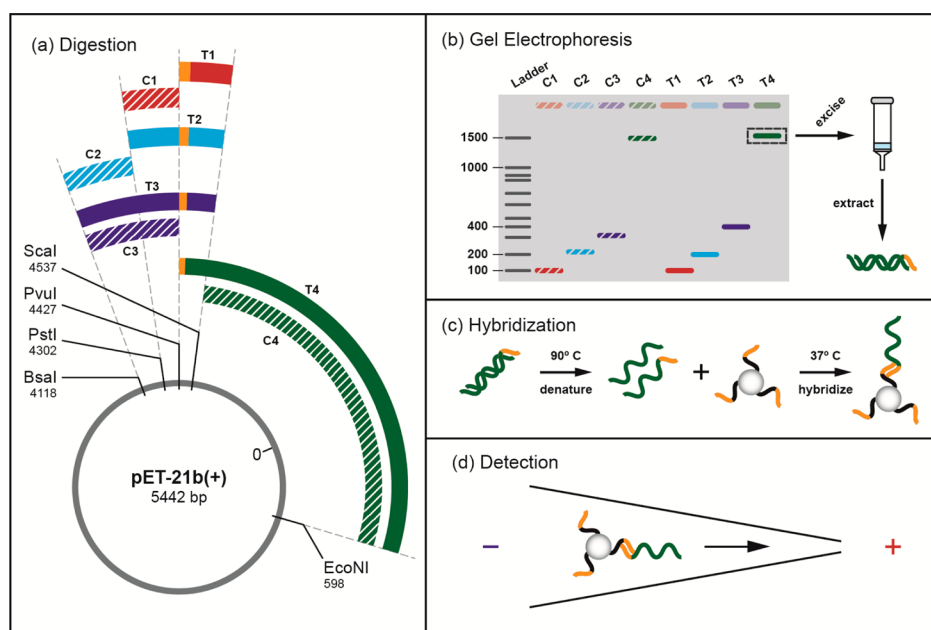 (a) Digestion
T1
C1
T2
C2
T3
C3
ScaI
4537
PvuI
4427
PstI
4302
BsaI
4118
T4
C4
0
pET-21b(+)
5442 bp
EcoNI
598
(b) Gel Electrophoresis
Ladder C1 C2 C3 C4 T1 T2 T3 T4
1500
1000
400
200
100
excise
extract
(c) Hybridization
90º C
denature
+
37º C
hybridize
(d) Detection
– +